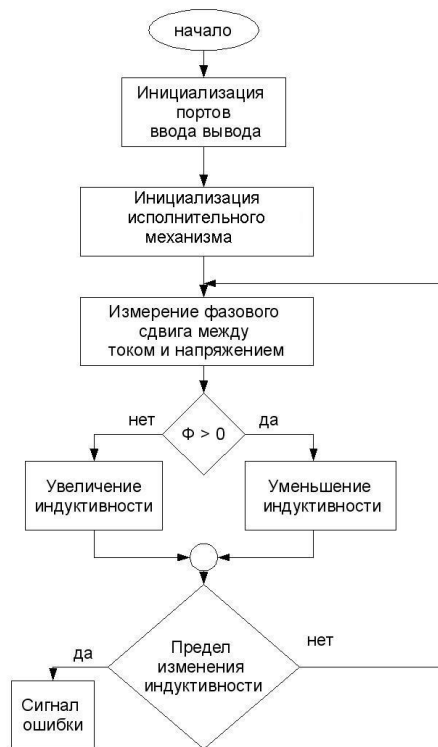 начало
Инициализация
портов
ввода вывода
Инициализация
исполнительного
механизма
Измерение фазового
сдвига между
током и напряжением
нет
да
Ф > 0
Увеличение
индуктивности
Уменьшение
индуктивности
Предел
изменения
индуктивности
да
нет
Сигнал
ошибки